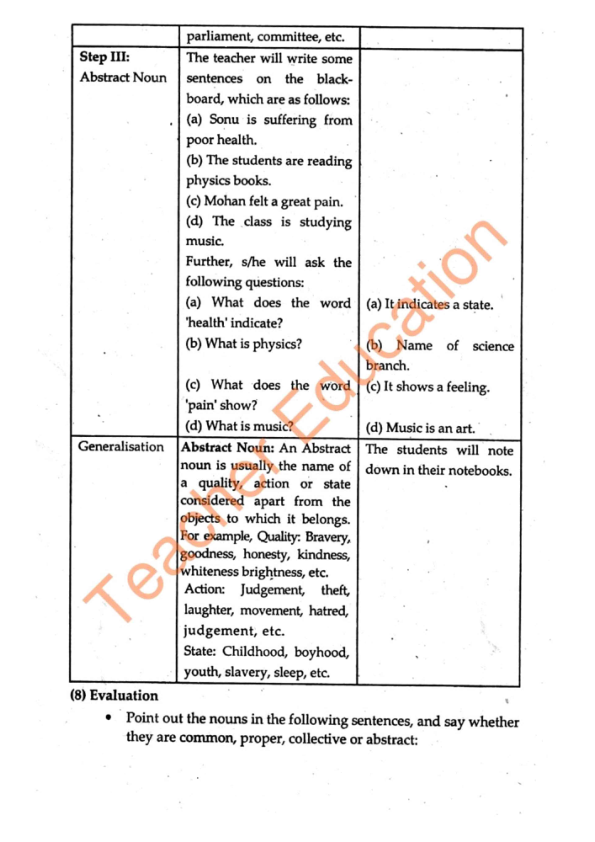 parliament, committee, etc.
Step III:
Abstract Noun
The teacher will write some
sentences on the black-
board, which are as follows:
(a) Sonu is suffering from
poor health.
(b) The students are reading
physics books.
(c) Mohan felt a great pain.
(d) The class is studying
music.
Further, s/he will ask the
following questions:
(a) What does the word
'health' indicate?
(a) It indicates a state.
(b) What is physics?
(b) Name of science
branch.
(c) What does the word
'pain' show?
(c) It shows a feeling.
(d) What is music?
(d) Music is an art.
Generalisation
Abstract Noun: An Abstract
noun is usually the name of
a quality, action or state
considered apart from the
objects to which it belongs.
For example, Quality: Bravery,
goodness, honesty, kindness,
whiteness brightness, etc.
Action: Judgement, theft,
laughter, movement, hatred,
judgement, etc.
State: Childhood, boyhood,
youth, slavery, sleep, etc.
The students will note
down in their notebooks.
(8) Evaluation
• Point out the nouns in the following sentences, and say whether
they are common, proper, collective or abstract:
Teacher Education